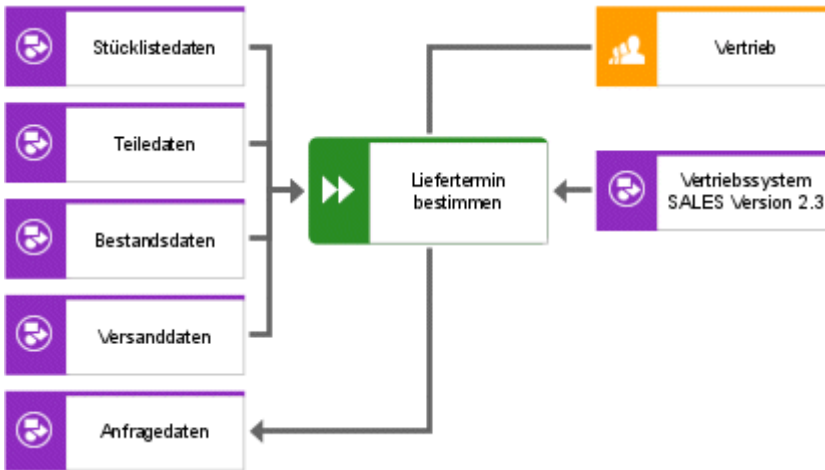 Stücklistedaten
Vertrieb
Teiledaten
Liefertermin
bestimmen
Vertriebssystem
SALES Version 2.3
Bestandsdaten
Versanddaten
Anfragedaten